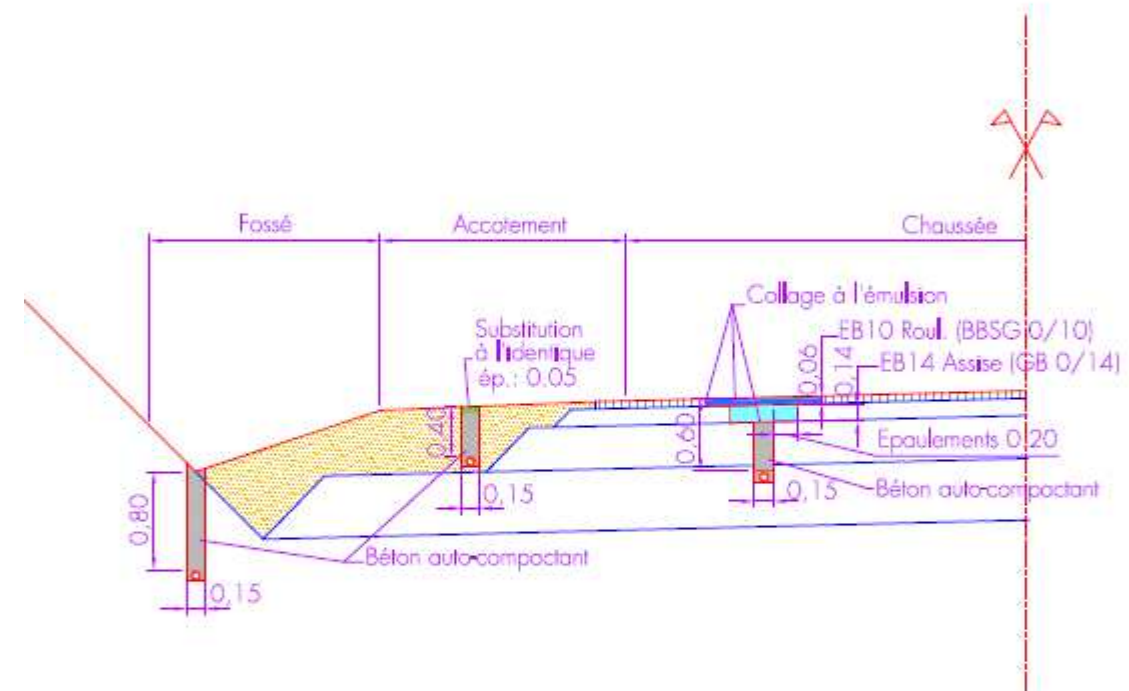 Fossé
Accotement
Chaussée
Collage à l'émulsion
EB10 Roul. (BBSG 0/10)
EB14 Assise (GB 0/14)
Substitution
à l'identique
ép.: 0.05
0,06
0,14
0,40
0,60
Epaulements 0,20
0,80
0,15
0,15
Béton auto-compactant
Béton auto-compactant
0,15